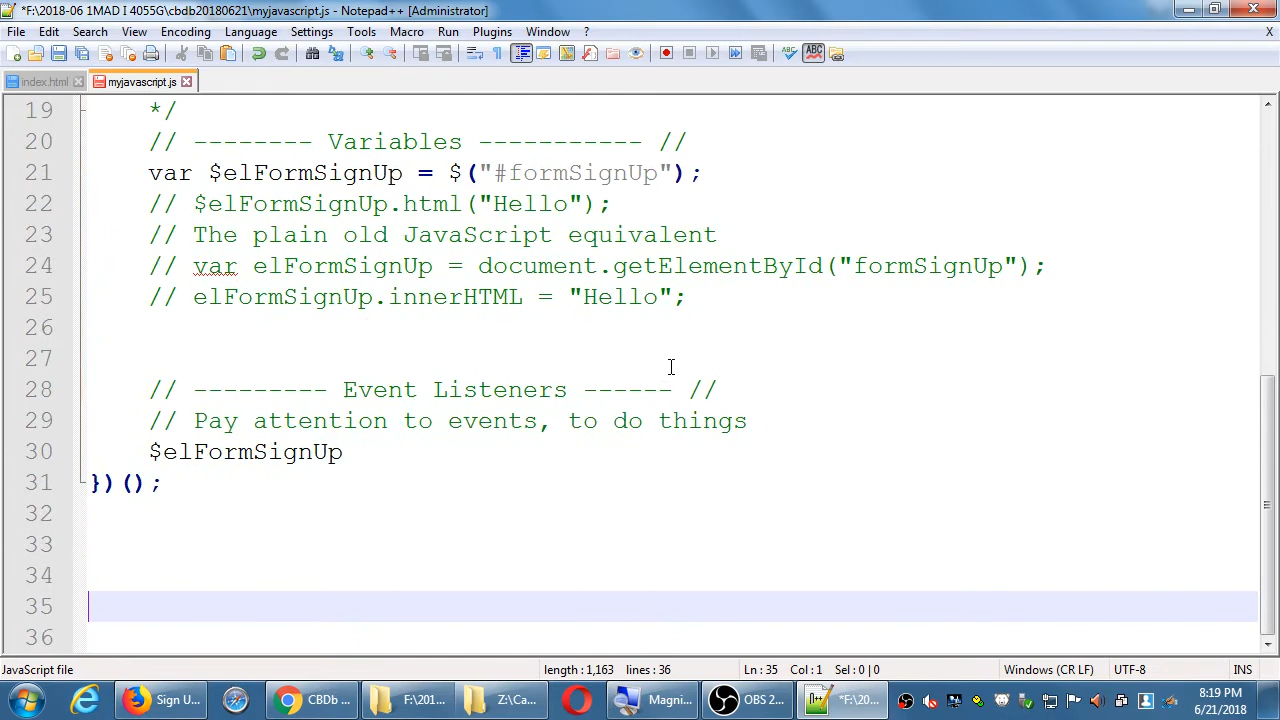 *F:\2018-06 1MAD I 4055G\cbdb20180621\myjavascript.js - Notepad++ [Administrator]
File Edit Search View Encoding Language Settings Tools Macro Run Plugins Window ? X
index.html myjavascript.js
19 */
20 // -------- Variables ----------- //
21 var $elFormSignUp = $("#formSignUp");
22 // $elFormSignUp.html("Hello");
23 // The plain old JavaScript equivalent
24 // var elFormSignUp = document.getElementById("formSignUp");
25 // elFormSignUp.innerHTML = "Hello";
26
27
28 // --------- Event Listeners ------ //
29 // Pay attention to events, to do things
30 $elFormSignUp
31 })();
32
33
34
35
36
JavaScript file length : 1,163 lines : 36 Ln : 35 Col : 1 Sel : 0 | 0 Windows (CR LF) UTF-8 INS
Sign U... CBDb ... F:\201... Z:\Ca... Magni... OBS 2... *F:\20... 8:19 PM
6/21/2018